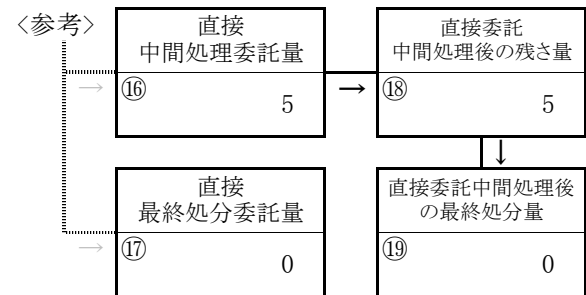 〈参考〉
直接
中間処理委託量
→
⑯
5
→
直接委託
中間処理後の残さ量
⑱
5
↓
直接
最終処分委託量
→
⑰
0
直接委託中間処理後
の最終処分量
⑲
0